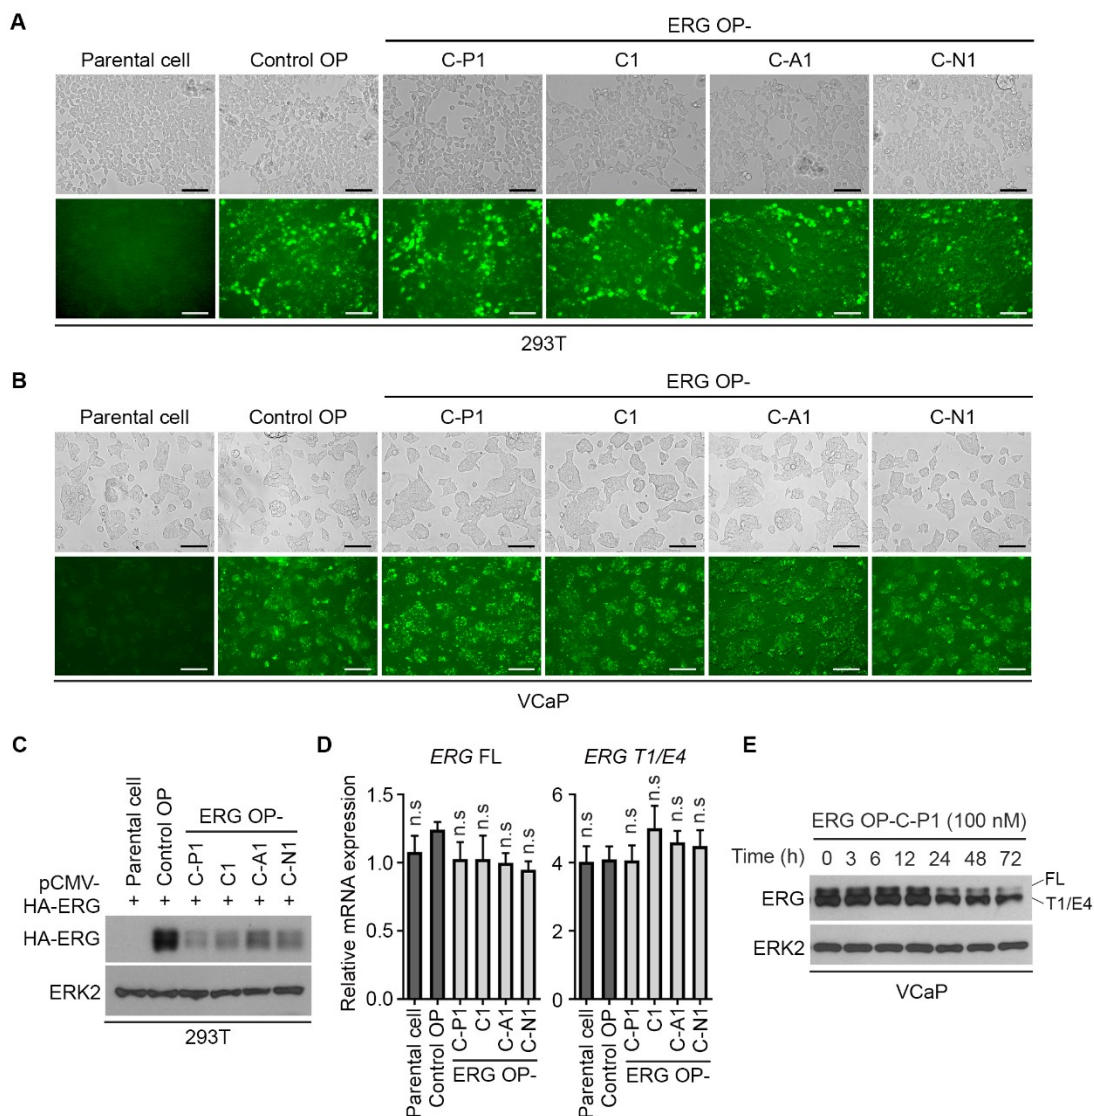 A
ERG OP-
Parental cell Control OP C-P1 C1 C-A1 C-N1
293T
B
ERG OP-
Parental cell Control OP C-P1 C1 C-A1 C-N1
VCaP
C
Parental cell
Control OP
ERG OP-
C-P1
C1
C-A1
C-N1
pCMV-
HA-ERG + + + + + +
HA-ERG
ERK2
293T
D
ERG FL
Relative mRNA expression
1.5
1.0
0.5
0.0
n.s
n.s
n.s
n.s
n.s
Parental cell
Control OP
C-P1
C1
C-A1
C-N1
ERG OP-
ERG T1/E4
6
4
2
0
n.s
n.s
n.s
n.s
n.s
Parental cell
Control OP
C-P1
C1
C-A1
C-N1
ERG OP-
E
ERG OP-C-P1 (100 nM)
Time (h) 0 3 6 12 24 48 72
FL
ERG
T1/E4
ERK2
VCaP